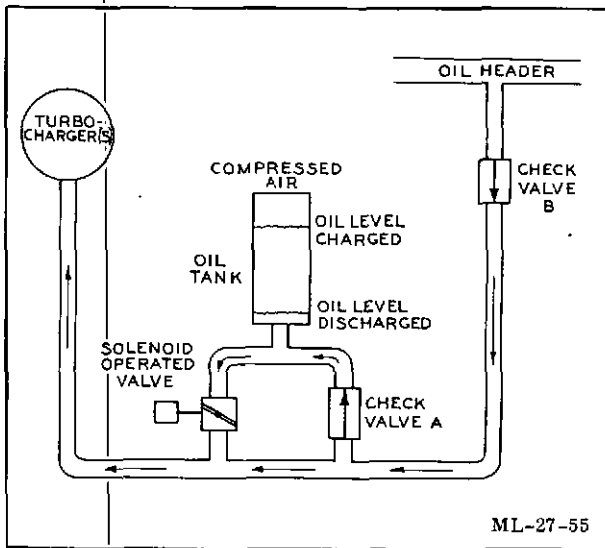 OIL HEADER
TURBO-
CHARGER(S)
CHECK
VALVE
B
COMPRESSED
AIR
OIL LEVEL
CHARGED
OIL
TANK
OIL LEVEL
DISCHARGED
SOLENOID
OPERATED
VALVE
CHECK
VALVE A
ML-27-55